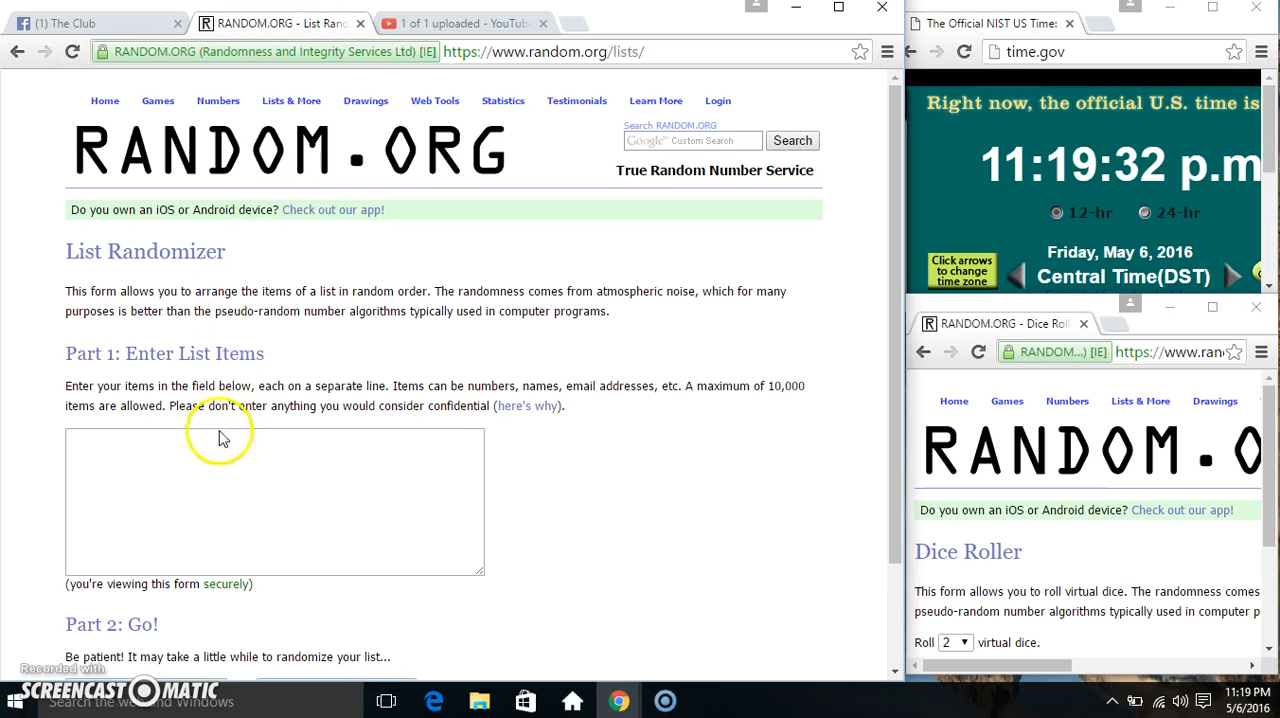 (1) The Club
RANDOM.ORG - List Ran
1 of 1 uploaded - YouTube
RANDOM.ORG (Randomness and Integrity Services Ltd) [IE]
https://www.random.org/lists/
Home
Games
Numbers
Lists & More
Drawings
Web Tools
Statistics
Testimonials
Learn More
Login
RANDOM.ORG
Search RANDOM.ORG
Google Custom Search
Search
True Random Number Service
Do you own an iOS or Android device? Check out our app!
List Randomizer
This form allows you to arrange the items of a list in random order. The randomness comes from atmospheric noise, which for many
purposes is better than the pseudo-random number algorithms typically used in computer programs.
Part 1: Enter List Items
Enter your items in the field below, each on a separate line. Items can be numbers, names, email addresses, etc. A maximum of 10,000
items are allowed. Please don't enter anything you would consider confidential (here's why).
(you're viewing this form securely)
Part 2: Go!
Be patient! It may take a little while to randomize your list...
The Official NIST US Time:
time.gov
Right now, the official U.S. time is
11:19:32 p.m
12-hr
24-hr
Click arrows
to change
time zone
Friday, May 6, 2016
Central Time(DST)
RANDOM.ORG - Dice Roll
RANDOM...) [IE]
https://www.ran
Home
Games
Numbers
Lists & More
Drawings
RANDOM.O
Do you own an iOS or Android device? Check out our app!
Dice Roller
This form allows you to roll virtual dice. The randomness comes
pseudo-random number algorithms typically used in computer p
Roll 2 virtual dice.
Recorded with
SCREENCAST-O-MATIC
Search the web and Windows
11:19 PM
5/6/2016